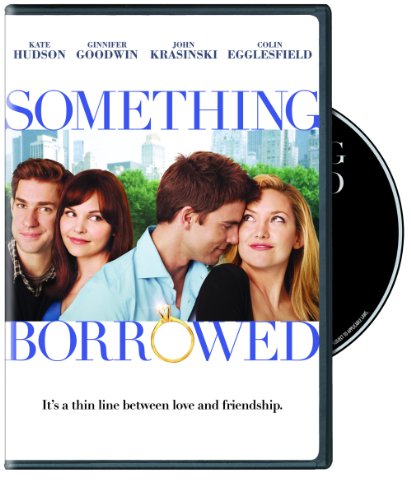 KATE GINNIFER JOHN COLIN
HUDSON GOODWIN KRASINSKI EGGLESFIELD
SOMETHING
BORROWED
It's a thin line between love and friendship.